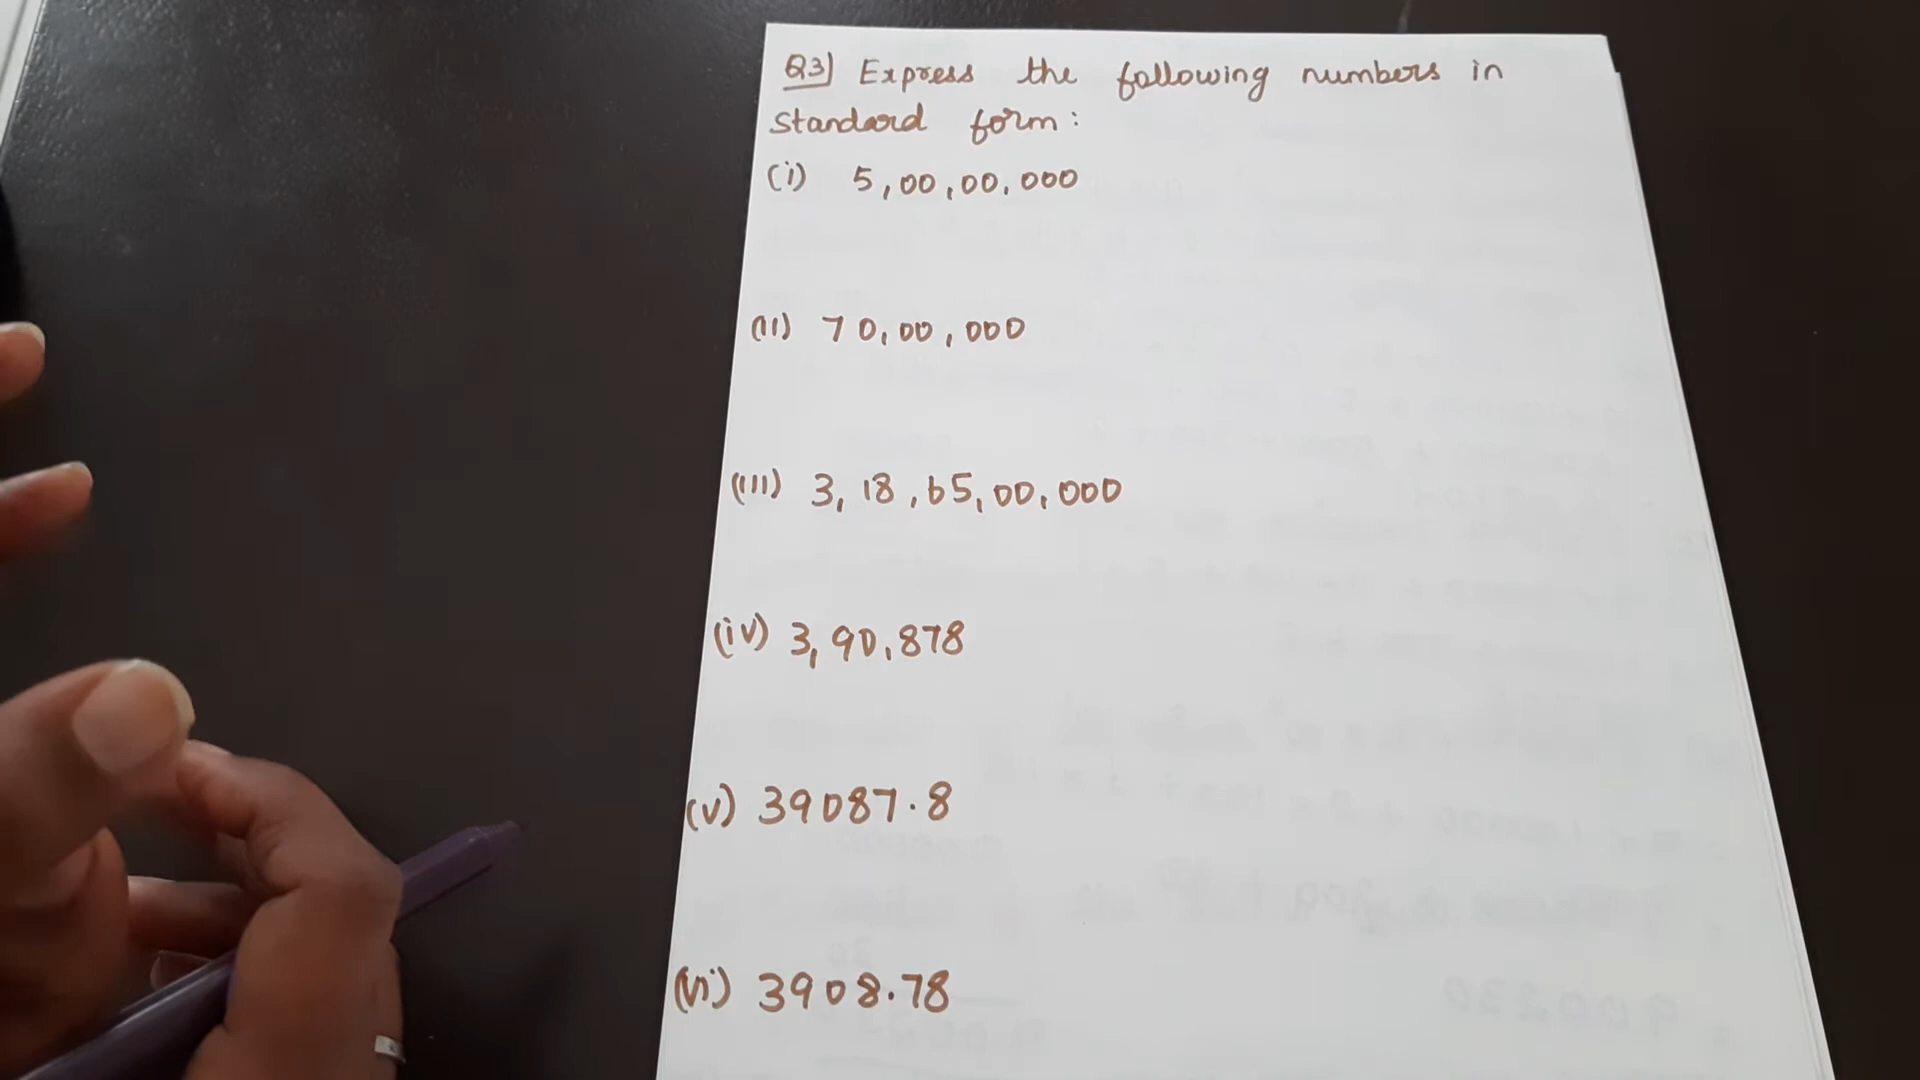 Q3) Express the following numbers in
standard form:
(i) 5,00,00,000
(ii) 70,00,000
(iii) 3,18,65,00,000
(iv) 3,90,878
(v) 39087.8
(vi) 3908.78